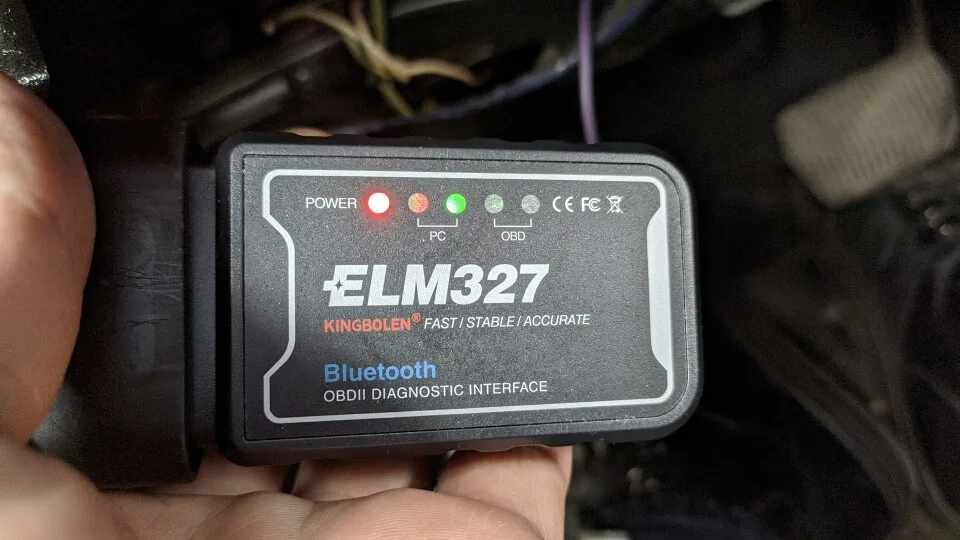 POWER CE FC
PC OBD
ELM327
KINGBOLEN® FAST / STABLE / ACCURATE
Bluetooth
OBDII DIAGNOSTIC INTERFACE